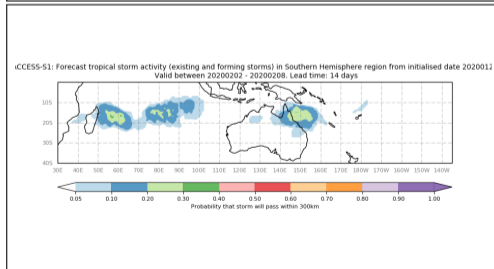 CCESS-S1: Forecast tropical storm activity (existing and forming storms) in Southern Hemisphere region from initialised date 2020012
Valid between 20200202 - 20200208. Lead time: 14 days
10S
20S
30S
40S
30E 40E 50E 60E 70E 80E 90E 100E 110E 120E 130E 140E 150E 160E 170E 180W 170W 160W 150W 140W
0.05 0.10 0.20 0.30 0.40 0.50 0.60 0.70 0.80 0.90 1.00
Probability that storm will pass within 300km